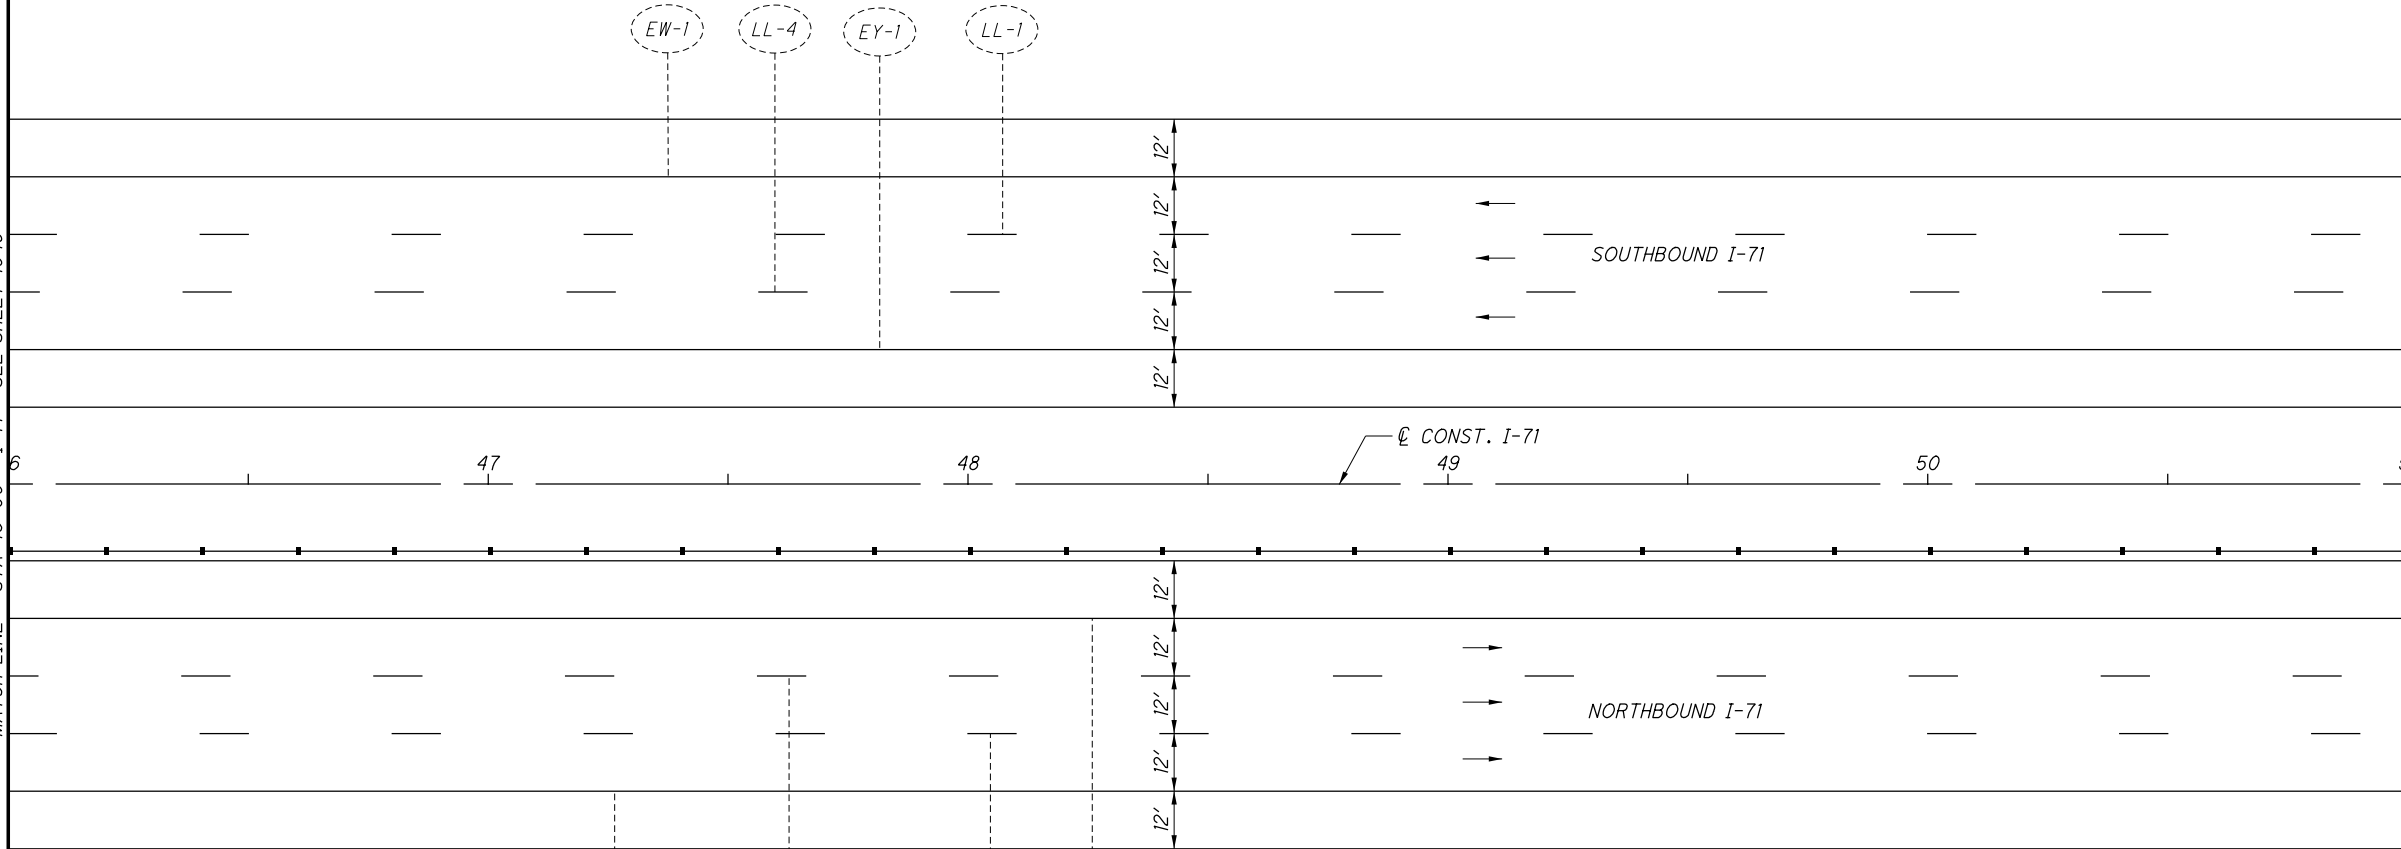 EW-1
LL-4
EY-1
LL-1
12'
12'
12'
12'
12'
SOUTHBOUND I-71
℄ CONST. I-71
6
47
48
49
50
12'
12'
12'
12'
12'
NORTHBOUND I-71